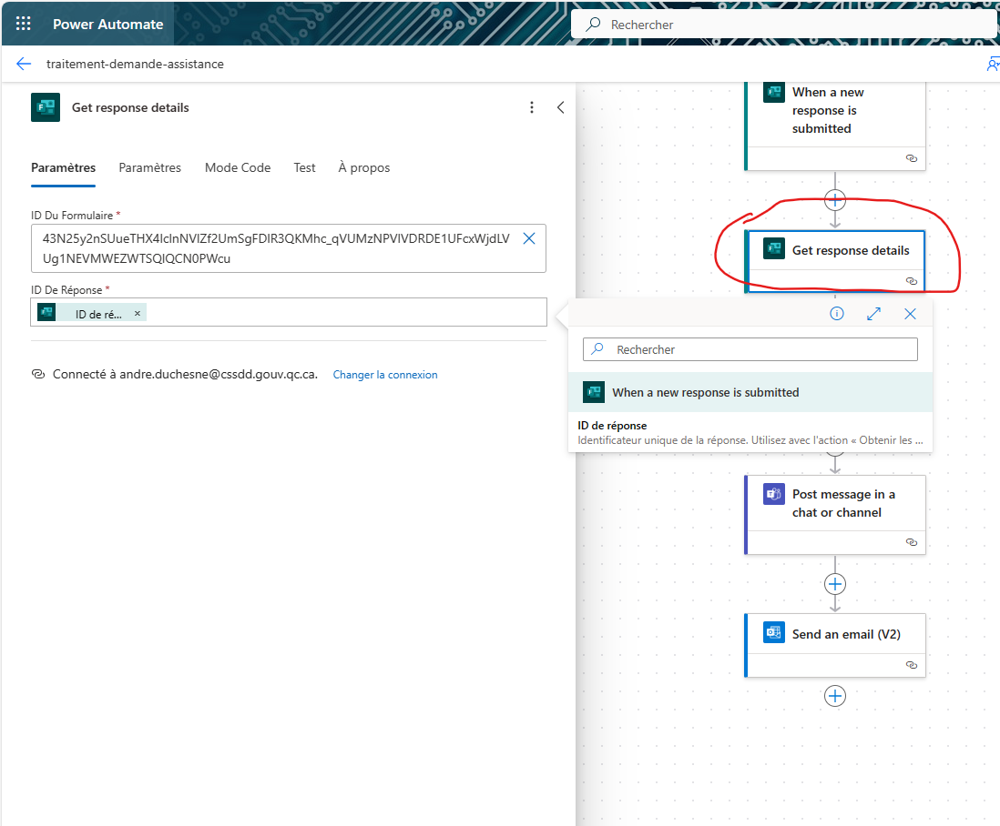 Power Automate
Rechercher
traitement-demande-assistance
Get response details
Paramètres Paramètres Mode Code Test À propos
ID Du Formulaire *
43N25y2nSUueTHX4IclnNVlZf2UmSgFDlR3QKMhc_qVUMzNPVlVDRDE1UFcxWjdLV
Ug1NEVMWEZWTSQlQCN0PWcu
ID De Réponse *
ID de ré... ×
Connecté à andre.duchesne@cssdd.gouv.qc.ca. Changer la connexion
When a new
response is
submitted
Get response details
Rechercher
When a new response is submitted
ID de réponse
Identificateur unique de la réponse. Utilisez avec l'action « Obtenir les ...
Post message in a
chat or channel
Send an email (V2)